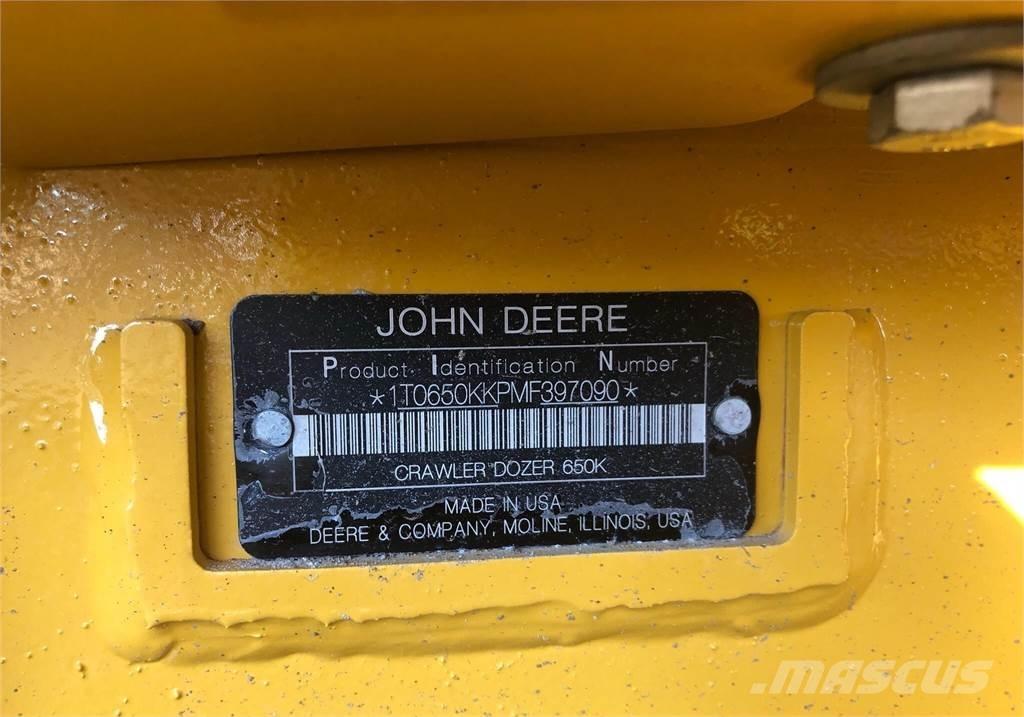 JOHN DEERE
Product Identification Number
*1T0650KKPMF397090*
CRAWLER DOZER 650K
MADE IN USA
DEERE & COMPANY, MOLINE, ILLINOIS, USA
MASCUS